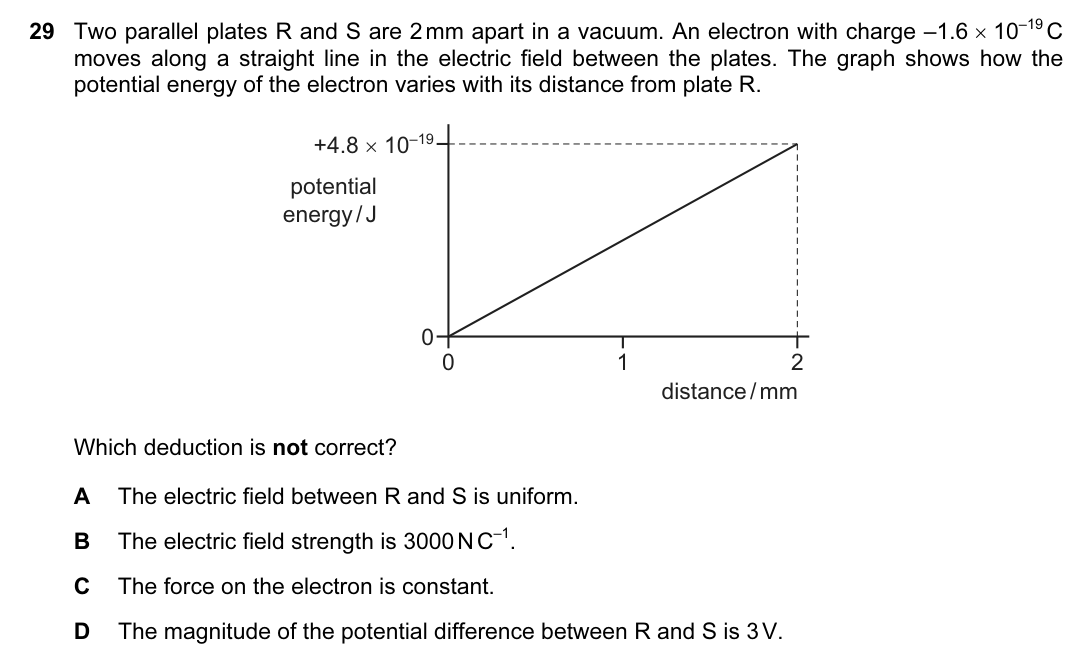 29 Two parallel plates R and S are 2 mm apart in a vacuum. An electron with charge –1.6 × 10⁻¹⁹ C
moves along a straight line in the electric field between the plates. The graph shows how the
potential energy of the electron varies with its distance from plate R.
+4.8 × 10⁻¹⁹
potential
energy / J
0
0 1 2
distance / mm
Which deduction is not correct?
A The electric field between R and S is uniform.
B The electric field strength is 3000 N C⁻¹.
C The force on the electron is constant.
D The magnitude of the potential difference between R and S is 3 V.